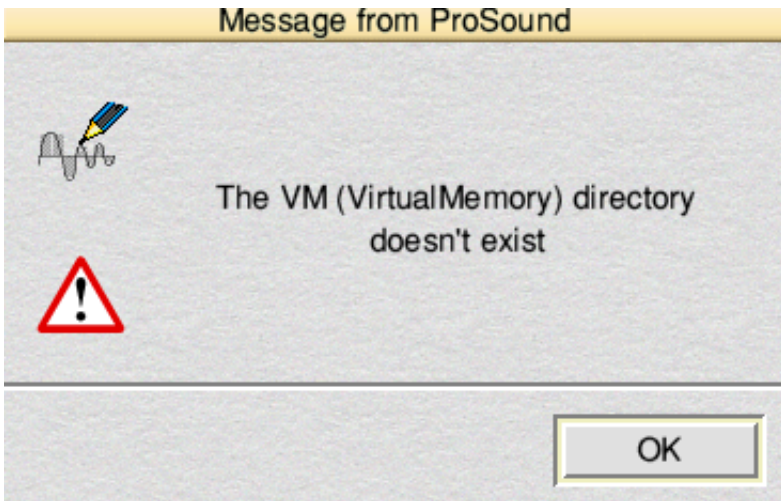 Message from ProSound
The VM (VirtualMemory) directory
doesn't exist
OK